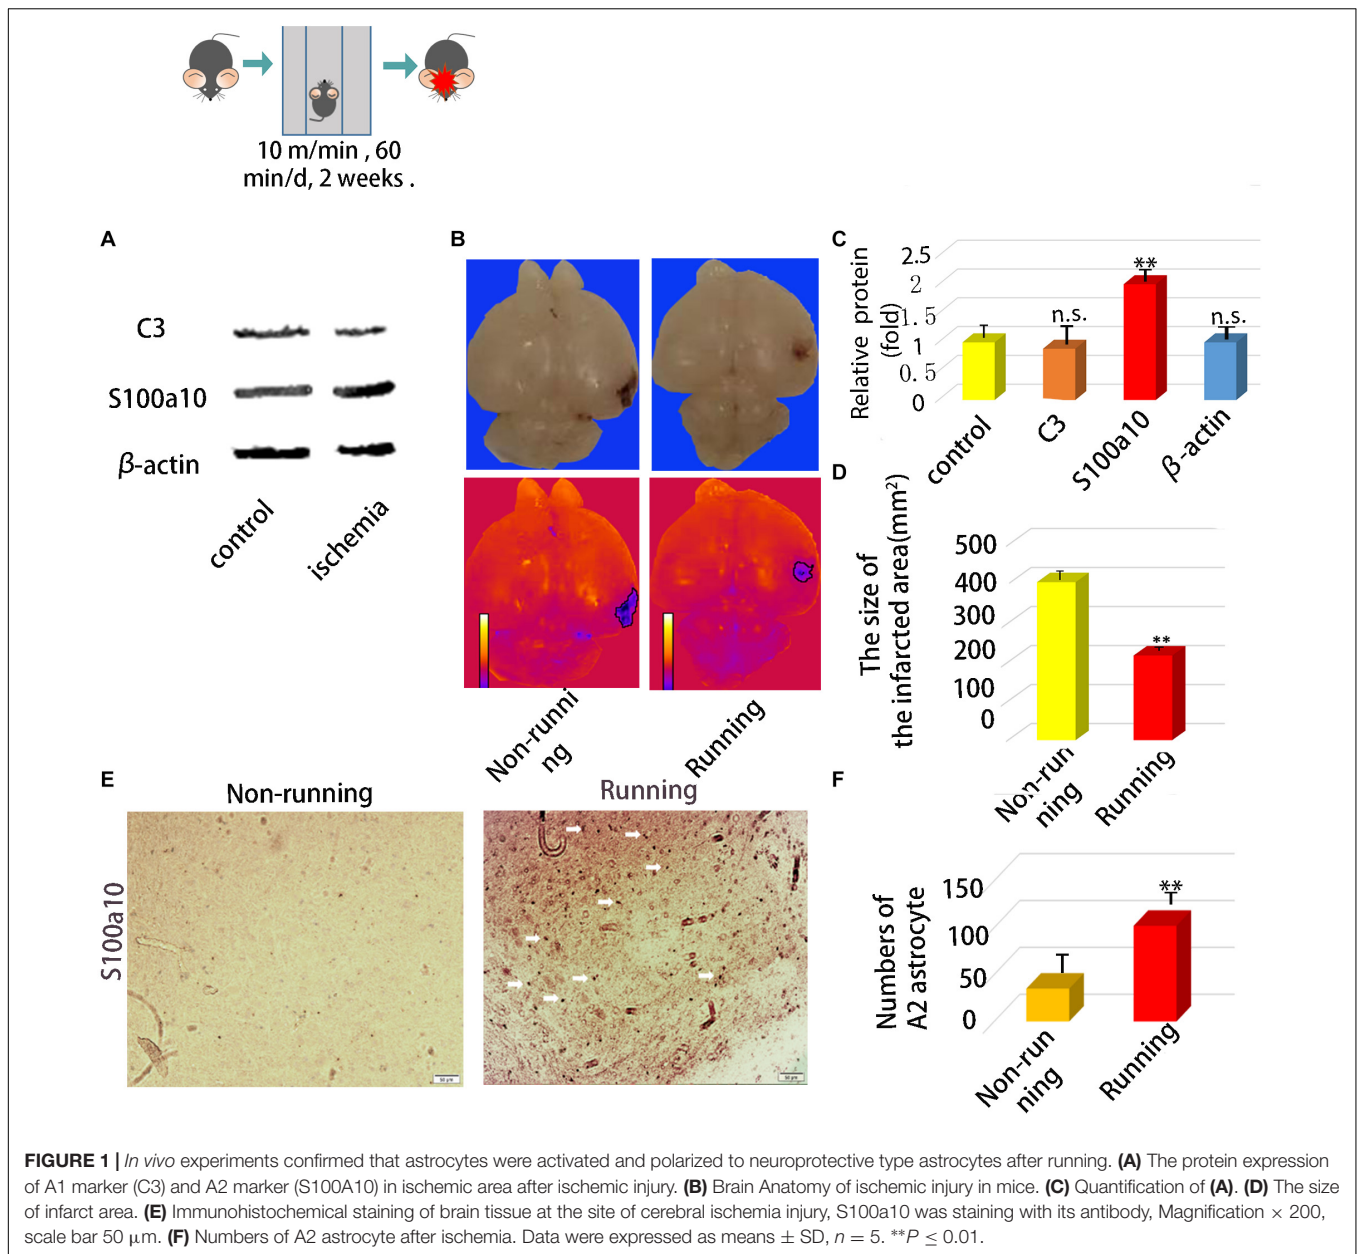 10 m/min , 60
min/d, 2 weeks .
A
C3
S100a10
β-actin
control
ischemia
B
Non-runni
ng
Running
C
Relative protein
(fold)
2.5
2
1.5
1
0.5
0
n.s.
**
n.s.
control
C3
S100a10
β-actin
D
The size of
the infarcted area(mm²)
500
400
300
200
100
0
**
Non-run
ning
Running
E
Non-running
Running
S100a10
50 μm
50 μm
F
Numbers of
A2 astrocyte
150
100
50
0
**
Non-run
ning
Running
FIGURE 1 | In vivo experiments confirmed that astrocytes were activated and polarized to neuroprotective type astrocytes after running. (A) The protein expression
of A1 marker (C3) and A2 marker (S100A10) in ischemic area after ischemic injury. (B) Brain Anatomy of ischemic injury in mice. (C) Quantification of (A). (D) The size
of infarct area. (E) Immunohistochemical staining of brain tissue at the site of cerebral ischemia injury, S100a10 was staining with its antibody, Magnification × 200,
scale bar 50 μm. (F) Numbers of A2 astrocyte after ischemia. Data were expressed as means ± SD, n = 5. **P ≤ 0.01.